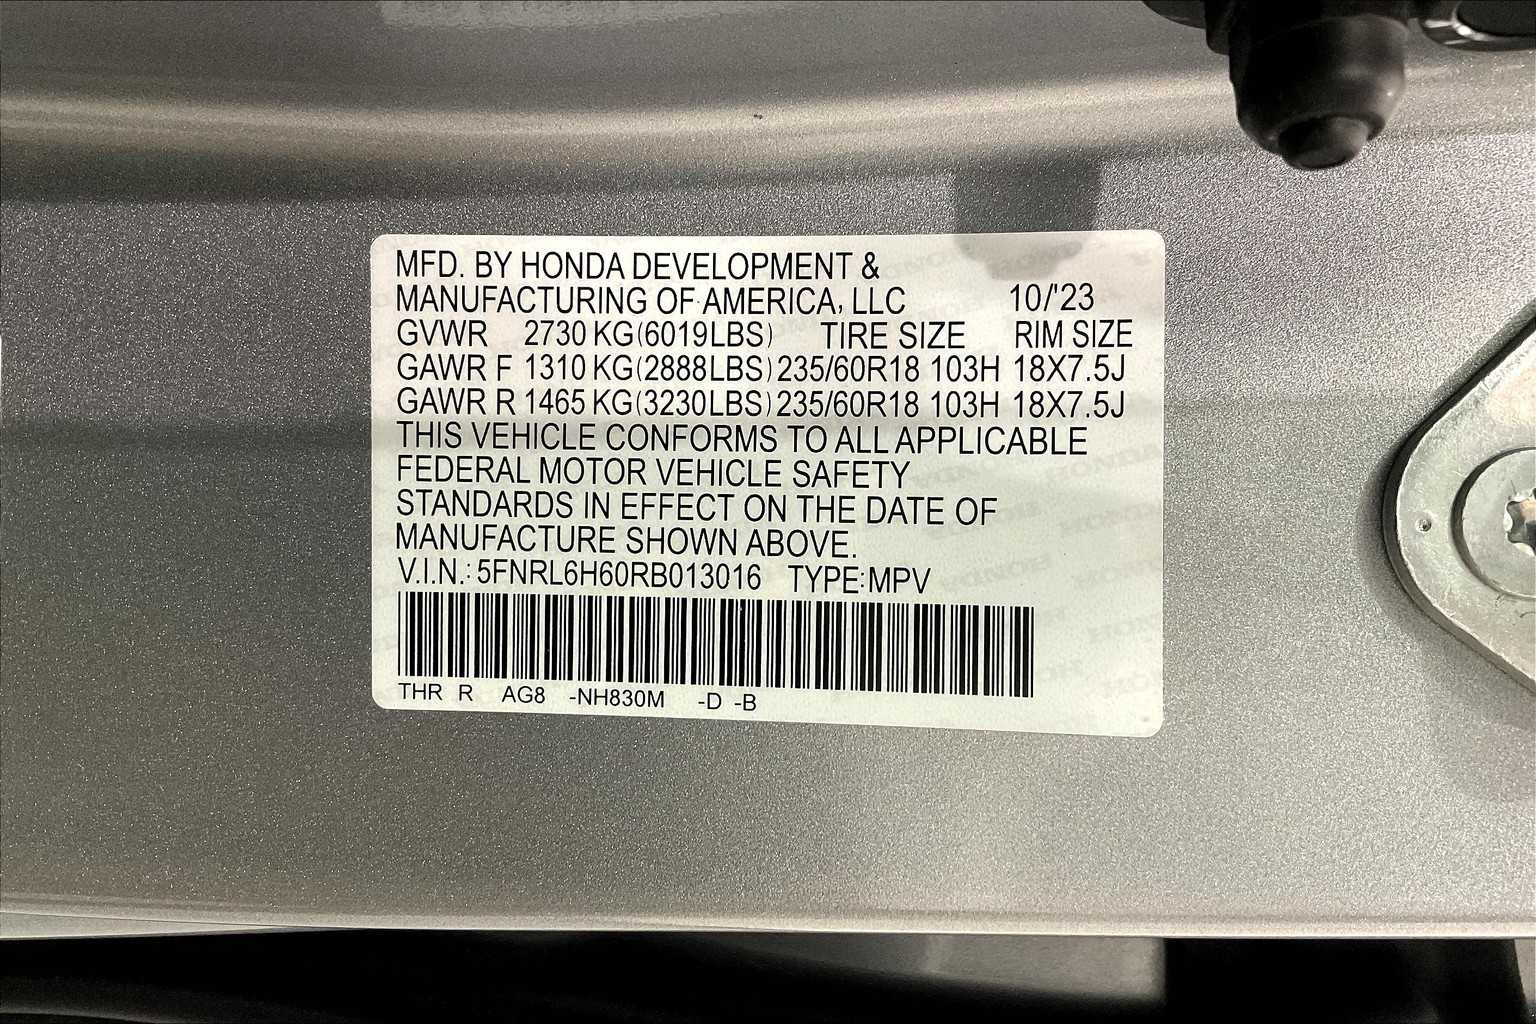 MFD. BY HONDA DEVELOPMENT &
MANUFACTURING OF AMERICA, LLC 10/'23
GVWR 2730 KG(6019LBS) TIRE SIZE RIM SIZE
GAWR F 1310 KG(2888LBS) 235/60R18 103H 18X7.5J
GAWR R 1465 KG(3230LBS) 235/60R18 103H 18X7.5J
THIS VEHICLE CONFORMS TO ALL APPLICABLE
FEDERAL MOTOR VEHICLE SAFETY
STANDARDS IN EFFECT ON THE DATE OF
MANUFACTURE SHOWN ABOVE.
V.I.N.: 5FNRL6H60RB013016 TYPE:MPV
THR R AG8 -NH830M -D -B